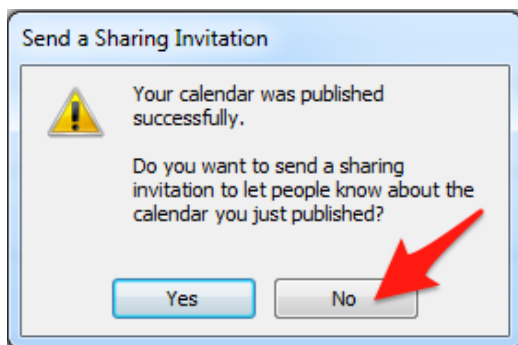 Send a Sharing Invitation
Your calendar was published
successfully.
Do you want to send a sharing
invitation to let people know about the
calendar you just published?
Yes
No